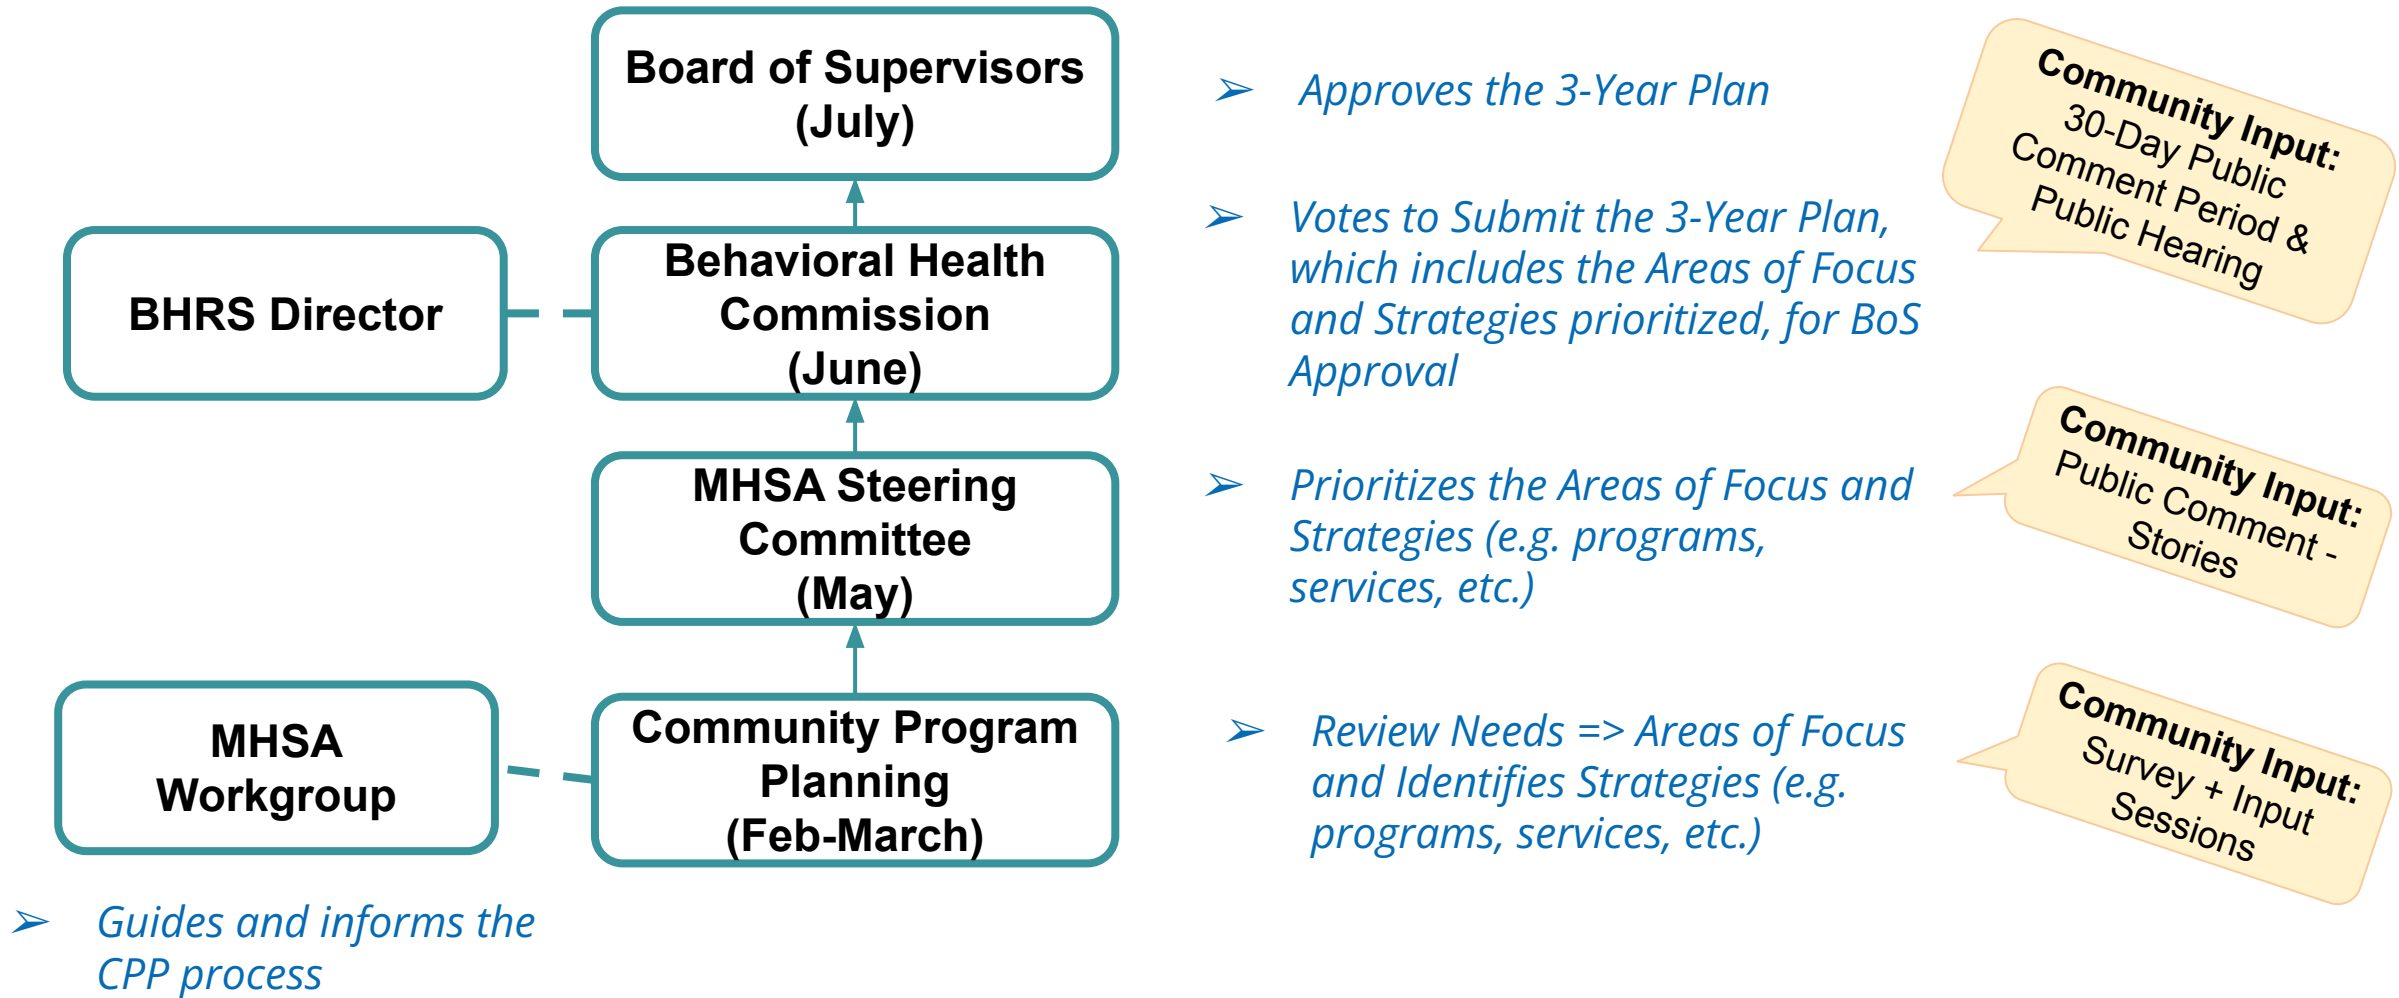 Board of Supervisors
(July)
➢ Approves the 3-Year Plan
Community Input:
30-Day Public
Comment Period &
Public Hearing
BHRS Director
Behavioral Health
Commission
(June)
➢ Votes to Submit the 3-Year Plan,
which includes the Areas of Focus
and Strategies prioritized, for BoS
Approval
MHSA Steering
Committee
(May)
➢ Prioritizes the Areas of Focus and
Strategies (e.g. programs,
services, etc.)
Community Input:
Public Comment -
Stories
MHSA
Workgroup
Community Program
Planning
(Feb-March)
➢ Review Needs => Areas of Focus
and Identifies Strategies (e.g.
programs, services, etc.)
Community Input:
Survey + Input
Sessions
➢ Guides and informs the
CPP process